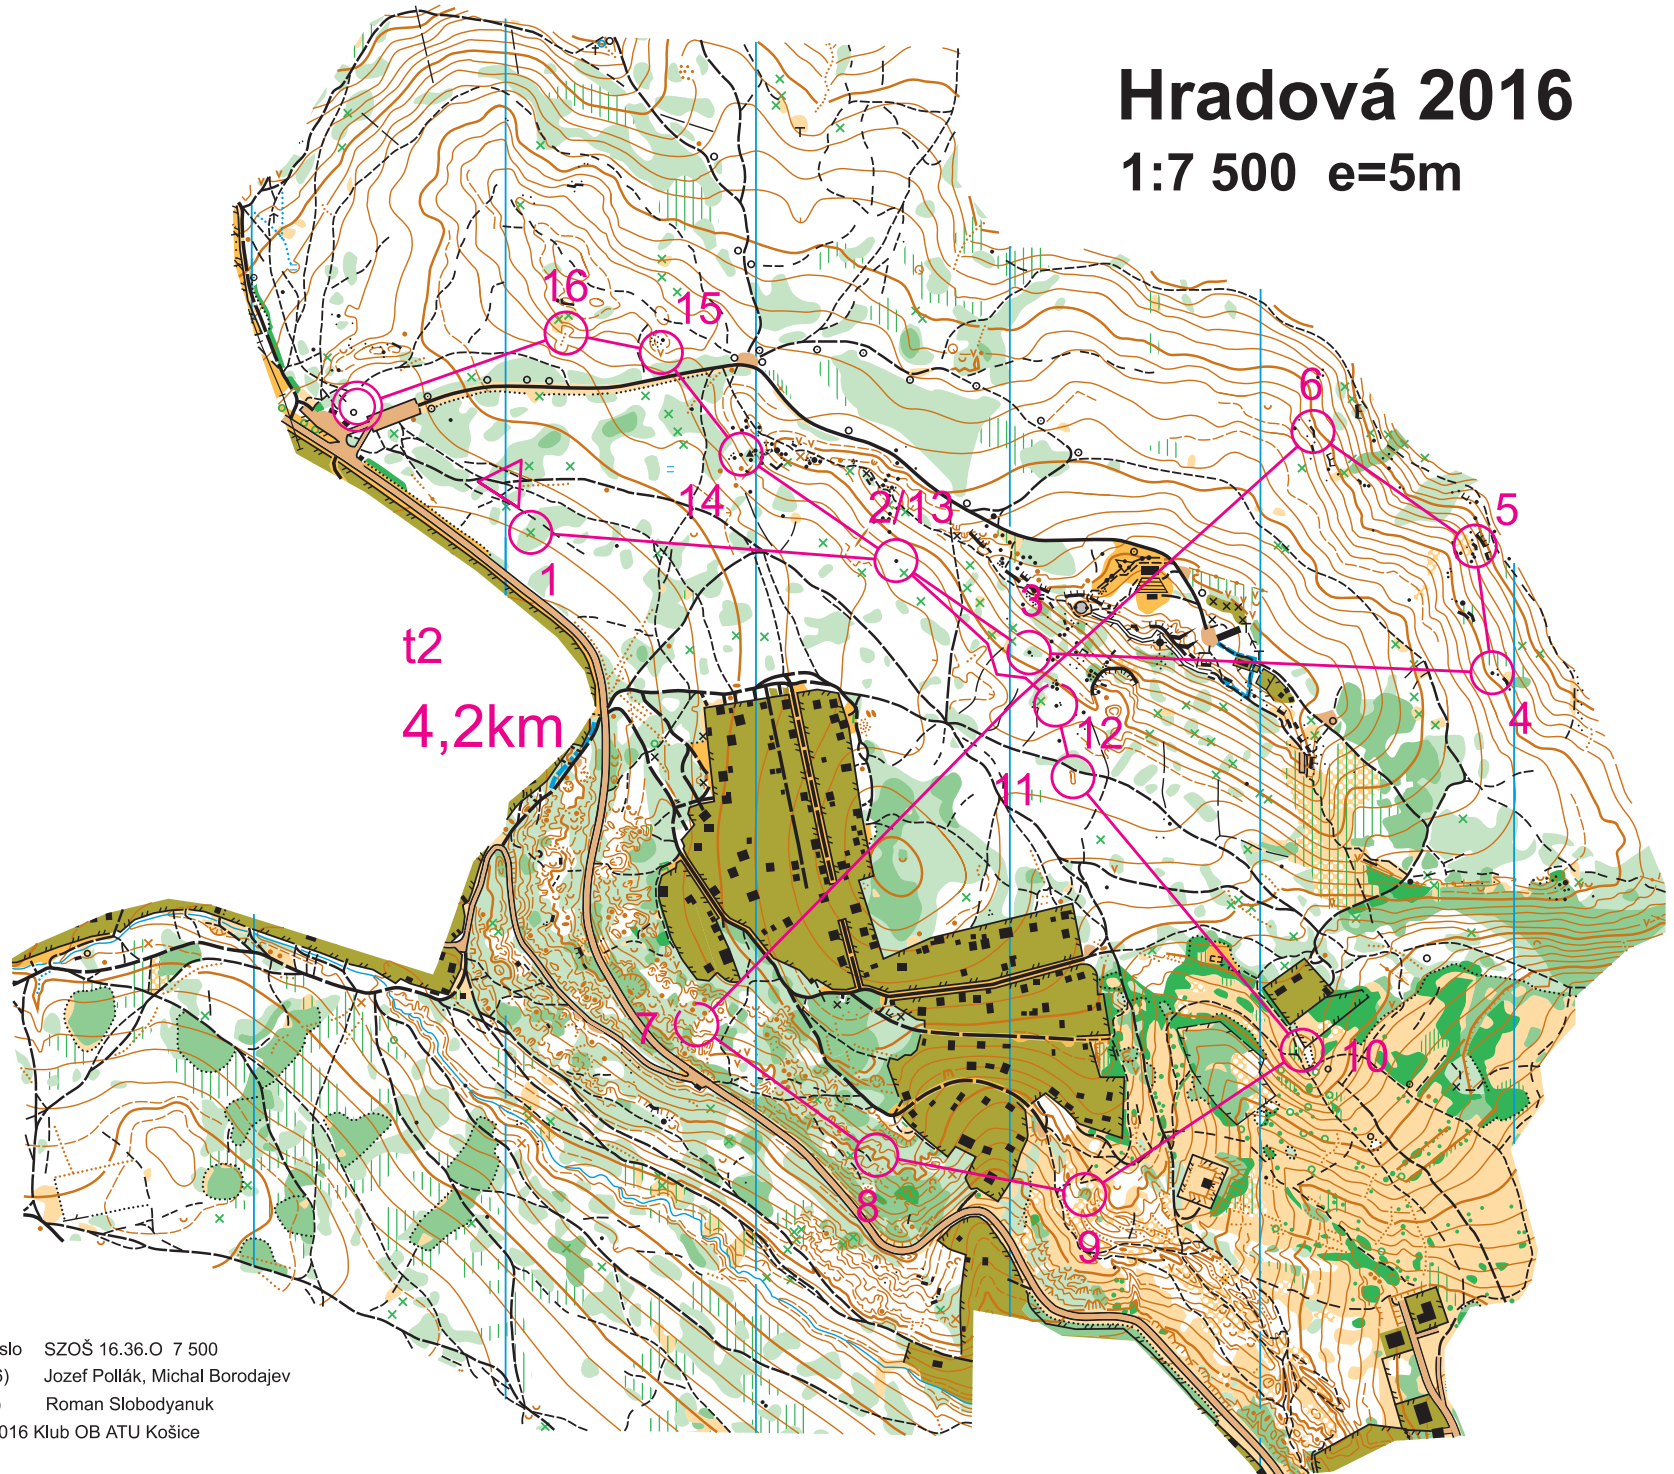 Hradová 2016
1:7 500 e=5m
16
15
6
5
14
2/13
1
3
t2
4
4,2km
12
11
7
10
8
9
slo SZOŠ 16.36.O 7 500
6) Jozef Pollák, Michal Borodajev
Roman Slobodyanuk
016 Klub OB ATU Košice